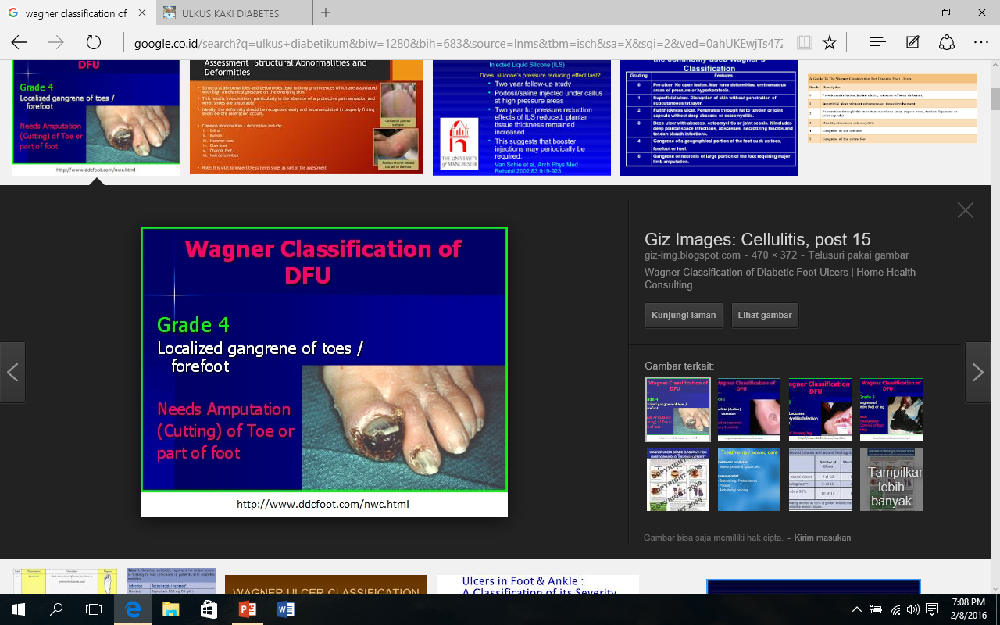 wagner classification of
ULKUS KAKI DIABETES
google.co.id/search?q=ulkus+diabetikum&biw=1280&bih=683&source=lnms&tbm=isch&sa=X&sqi=2&ved=0ahUKEwjTs47Z
DFU
Grade 4
Localized gangrene of toes /
forefoot
Needs Amputation
(Cutting) of Toe or
part of foot
http://www.ddcfoot.com/nwc.html
Assessment Structural Abnormalities and
Deformities
Structural abnormalities and deformities lead to bony prominences which are associated
with high mechanical pressure on the overlying skin.
This results in ulceration, particularly in the absence of a protective pain sensation and
when shoes are unsuitable.
Ideally, the deformity should be recognised early and accommodated in properly fitting
shoes before ulceration occurs.
Common abnormalities / deformities include:
i. Callus
ii. Bunion
iii. Hammer toes
iv. Claw toes
v. Charcot foot
vi. Nail deformities
Note: It is vital to inspect the patients shoes as part of the assessment!
Callus on plantar
surface
Bunion on the medial
border of the foot
Injected Liquid Silicone (ILS)
Does silicone's pressure reducing effect last?
Two year follow-up study
Podosil/saline injected under callus
at high pressure areas
Two year fu: pressure reduction
effects of ILS reduced: plantar
tissue thickness remained
increased
This suggests that booster
injections may periodically be
required.
Van Schie et al, Arch Phys Med
Rehabil 2002;83:919-923
THE UNIVERSITY
of MANCHESTER
the commonly used Wagner's
Classification
Grading Features
0 Pre-ulcer. No open lesion. May have deformities, erythematous
areas of pressure or hyperkeratosis.
1 Superficial ulcer. Disruption of skin without penetration of
subcutaneous fat layer.
2 Full thickness ulcer. Penetrates through fat to tendon or joint
capsule without deep abscess or osteomyelitis.
3 Deep ulcer with abscess, osteomyelitis or joint sepsis. It includes
deep plantar space infections, abscesses, necrotizing fascitis and
tendon sheath infections.
4 Gangrene of a geographical portion of the foot such as toes,
forefoot or heel.
5 Gangrene or necrosis of large portion of the foot requiring major
limb amputation.
A Guide To The Wagner Classification For Diabetic Foot Ulcers
Grade Description
0 Pre-ulcerative lesion, healed ulcers, presence of bony deformity
1 Superficial ulcer without subcutaneous tissue involvement
2 Penetration through the subcutaneous tissue (may expose bone, tendon, ligament or
joint capsule)
3 Osteitis, abscess or osteomyelitis
4 Gangrene of the forefoot
5 Gangrene of the entire foot
Wagner Classification of
DFU
Grade 4
Localized gangrene of toes /
forefoot
Needs Amputation
(Cutting) of Toe or
part of foot
http://www.ddcfoot.com/nwc.html
Giz Images: Cellulitis, post 15
giz-img.blogspot.com - 470 × 372 - Telusuri pakai gambar
Wagner Classification of Diabetic Foot Ulcers | Home Health
Consulting
Kunjungi laman
Lihat gambar
Gambar terkait:
Tampilkan
lebih
banyak
Gambar bisa saja memiliki hak cipta. - Kirim masukan
WAGNER ULCER CLASSIFICATION
Ulcers in Foot & Ankle :
A Classification of its Severity
7:08 PM
2/8/2016